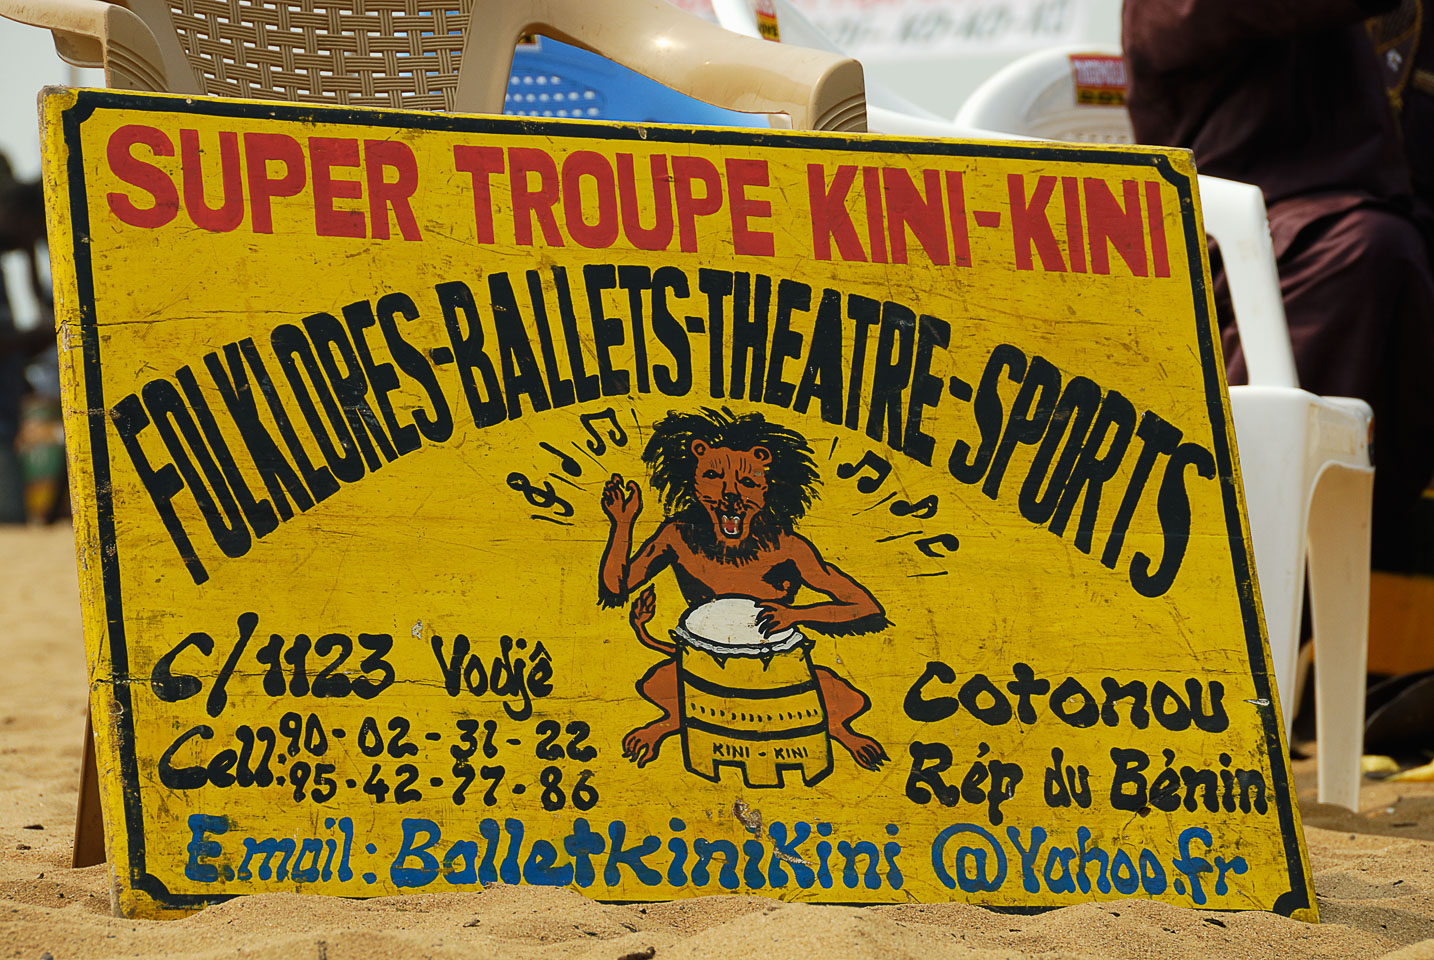 SUPER TROUPE KINI-KINI
FOLKLORES-BALLETS-THEATRE-SPORTS
C/1123 Vodjê
Cell: 90-02-31-22
95-42-77-86
KINI - KINI
Cotonou
Rép du Bénin
Email: BalletkiniKini @Yahoo.fr